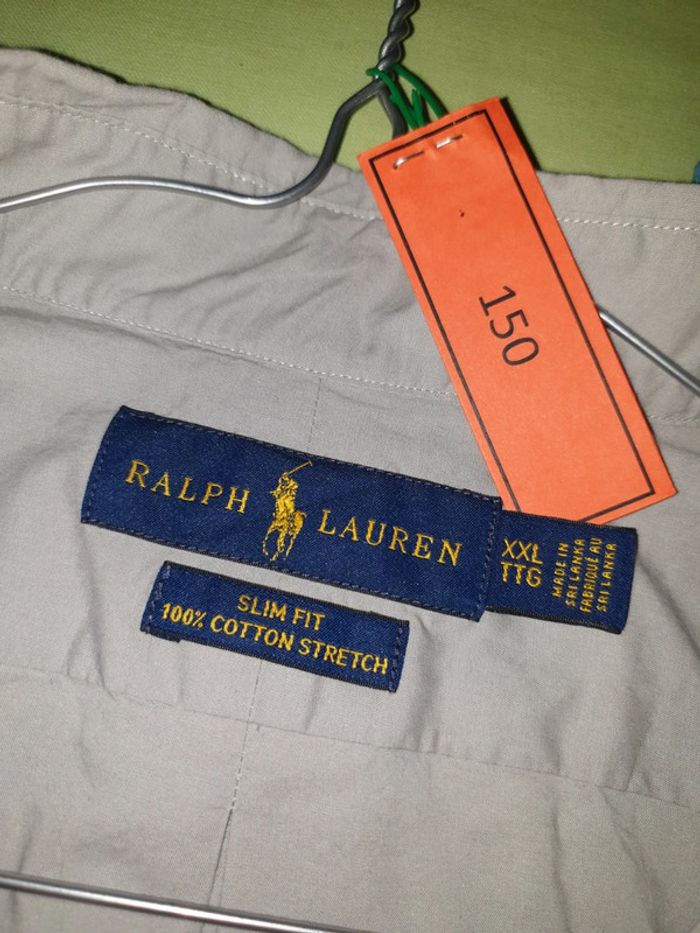 150
RALPH LAUREN
XXL
TTG
MADE IN
SRI LANKA
FABRIQUÉ AU
SRI LANKA
SLIM FIT
100% COTTON STRETCH